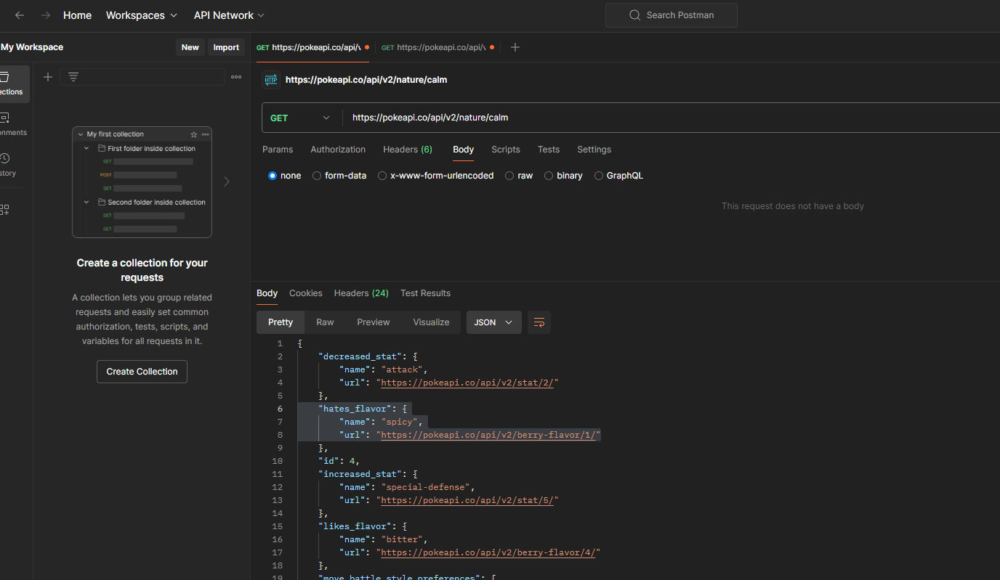 Home Workspaces API Network Search Postman
My Workspace New Import
GET https://pokeapi.co/api/v GET https://pokeapi.co/api/v
HTTP https://pokeapi.co/api/v2/nature/calm
GET https://pokeapi.co/api/v2/nature/calm
Params Authorization Headers (6) Body Scripts Tests Settings
none form-data x-www-form-urlencoded raw binary GraphQL
This request does not have a body
ections
onments
story
My first collection
First folder inside collection
GET
POST
GET
Second folder inside collection
GET
GET
Create a collection for your
requests
A collection lets you group related
requests and easily set common
authorization, tests, scripts, and
variables for all requests in it.
Create Collection
Body Cookies Headers (24) Test Results
Pretty Raw Preview Visualize JSON
1 {
2 "decreased_stat": {
3 "name": "attack",
4 "url": "https://pokeapi.co/api/v2/stat/2/"
5 },
6 "hates_flavor": {
7 "name": "spicy",
8 "url": "https://pokeapi.co/api/v2/berry-flavor/1/"
9 },
10 "id": 4,
11 "increased_stat": {
12 "name": "special-defense",
13 "url": "https://pokeapi.co/api/v2/stat/5/"
14 },
15 "likes_flavor": {
16 "name": "bitter",
17 "url": "https://pokeapi.co/api/v2/berry-flavor/4/"
18 },
19 "move_battle_style_preferences": [